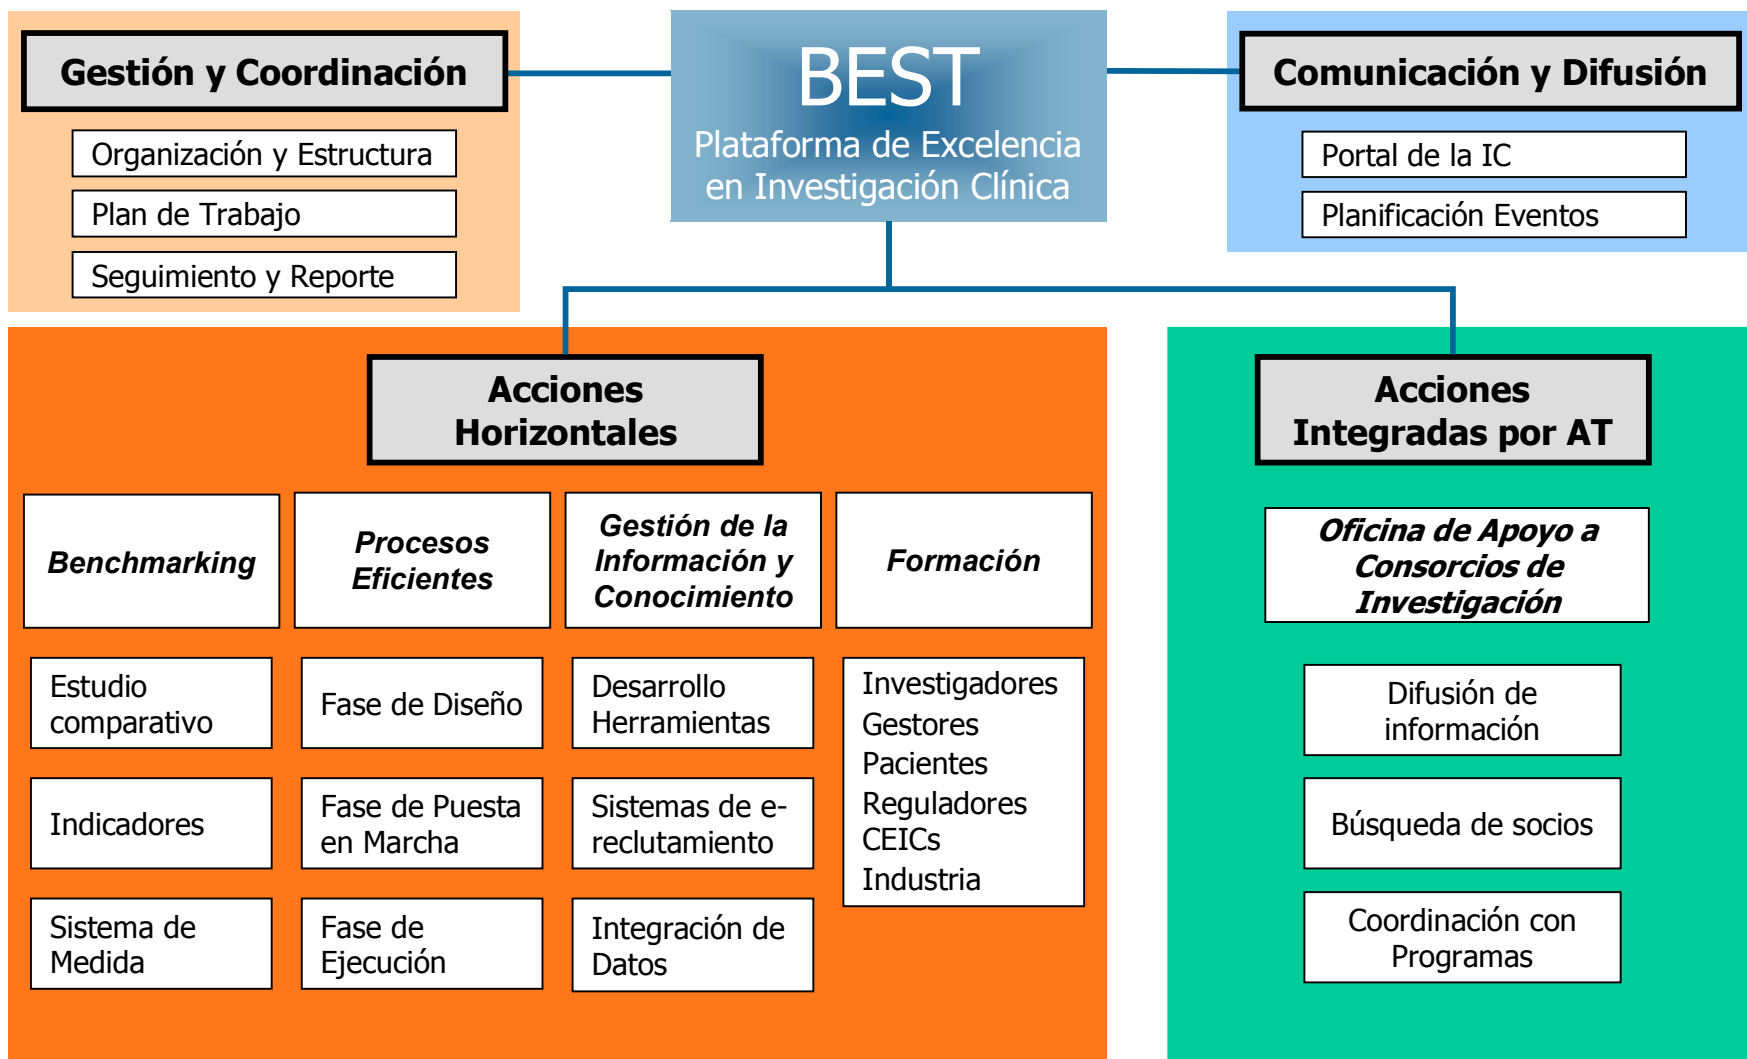 Gestión y Coordinación
Organización y Estructura
Plan de Trabajo
Seguimiento y Reporte
BEST
Plataforma de Excelencia
en Investigación Clínica
Comunicación y Difusión
Portal de la IC
Planificación Eventos
Acciones
Horizontales
Benchmarking
Estudio
comparativo
Indicadores
Sistema de
Medida
Procesos
Eficientes
Fase de Diseño
Fase de Puesta
en Marcha
Fase de
Ejecución
Gestión de la
Información y
Conocimiento
Desarrollo
Herramientas
Sistemas de e-
reclutamiento
Integración de
Datos
Formación
Investigadores
Gestores
Pacientes
Reguladores
CEICs
Industria
Acciones
Integradas por AT
Oficina de Apoyo a
Consorcios de
Investigación
Difusión de
información
Búsqueda de socios
Coordinación con
Programas